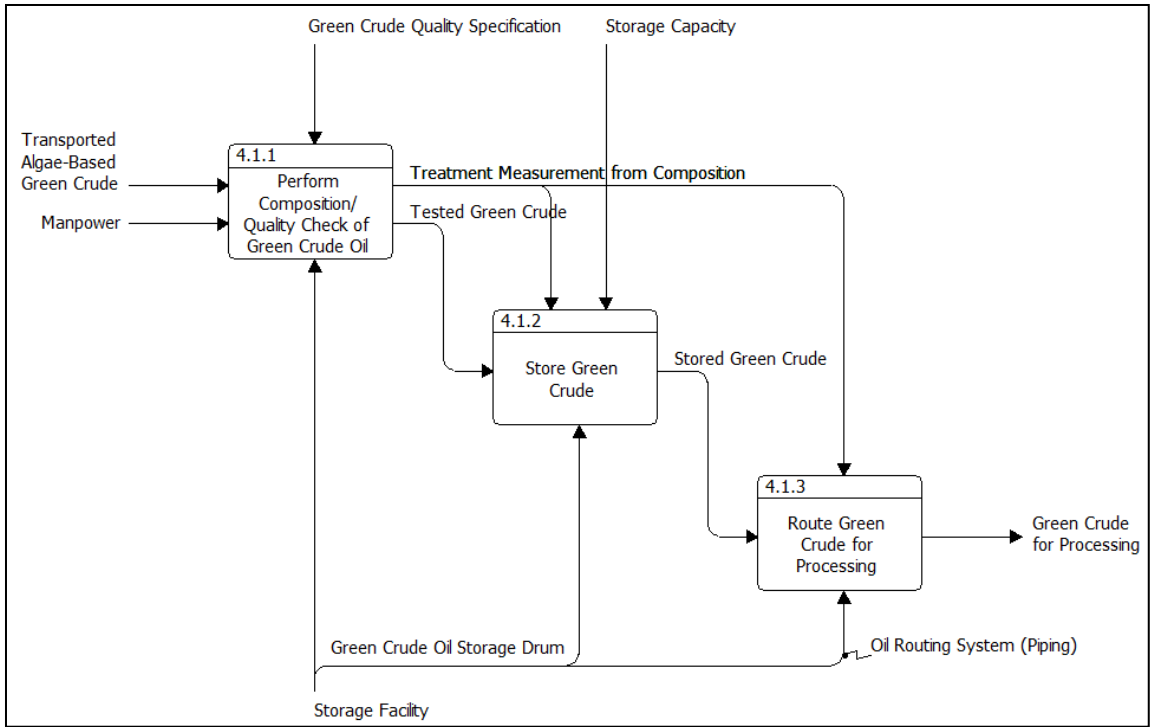 Green Crude Quality Specification
Storage Capacity
Transported
Algae-Based
Green Crude
Manpower
4.1.1
Perform
Composition/
Quality Check of
Green Crude Oil
Treatment Measurement from Composition
Tested Green Crude
4.1.2
Store Green
Crude
Stored Green Crude
4.1.3
Route Green
Crude for
Processing
Green Crude
for Processing
Green Crude Oil Storage Drum
Oil Routing System (Piping)
Storage Facility